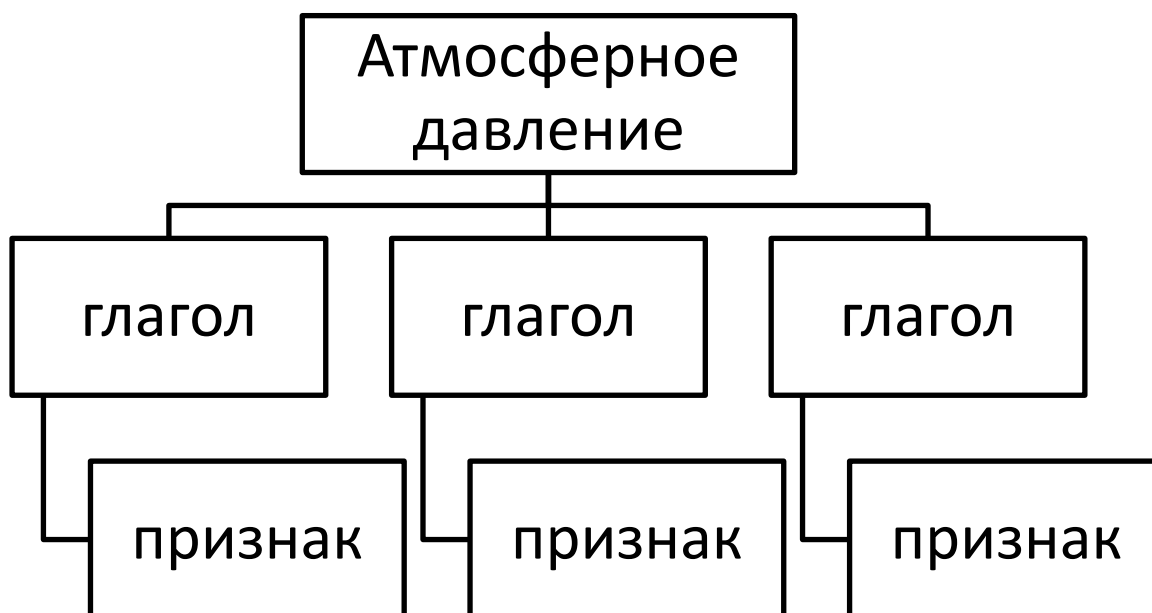 Атмосферное
давление
глагол
глагол
глагол
признак
признак
признак